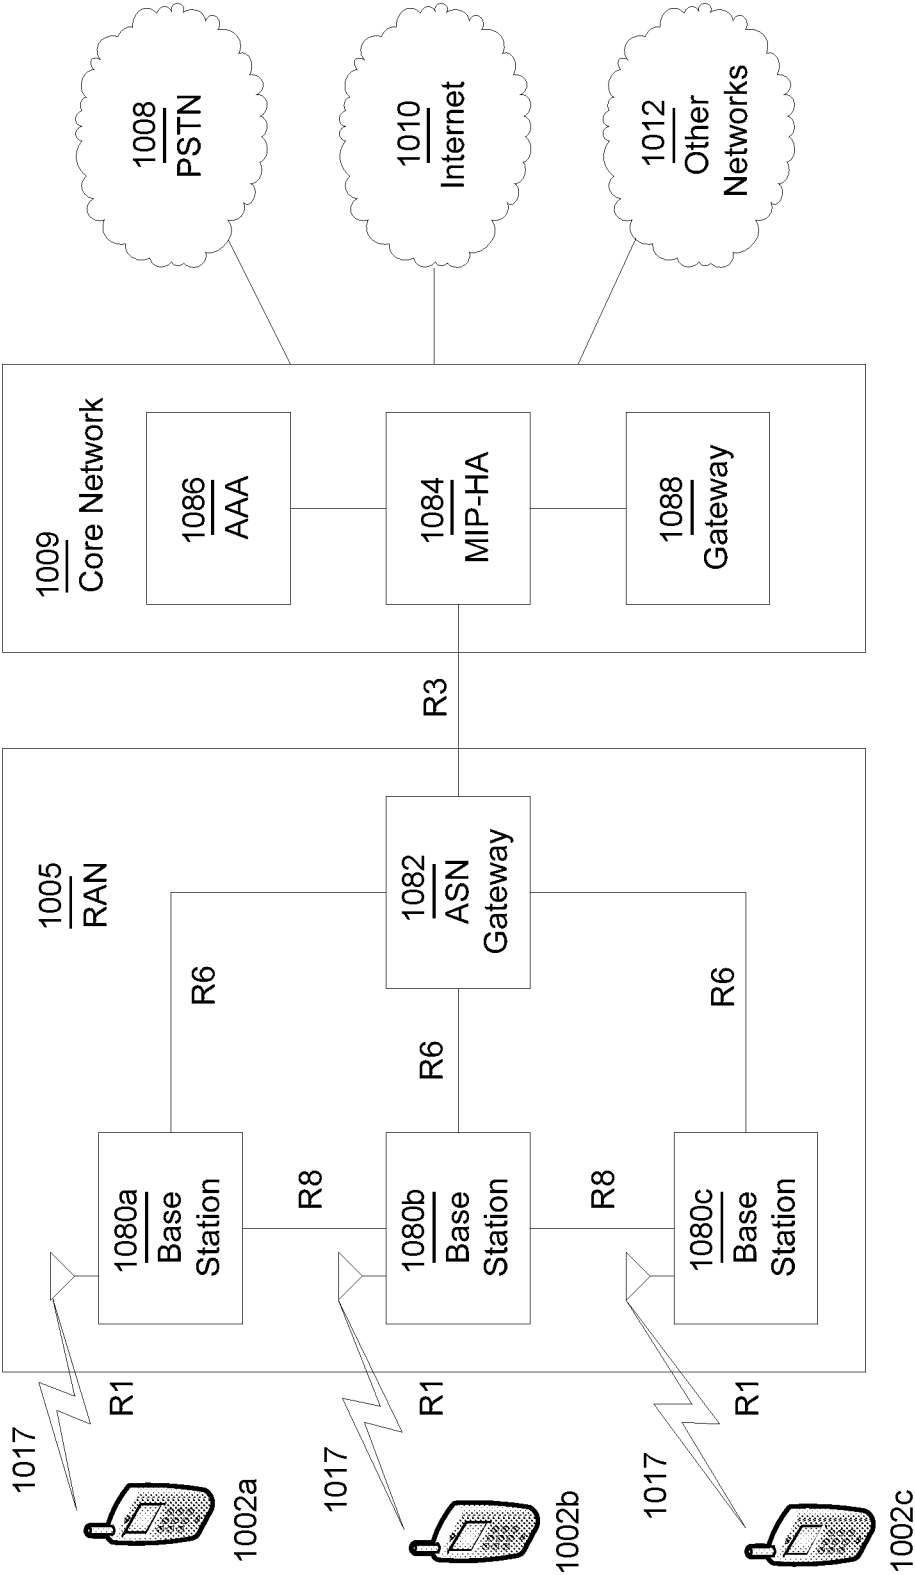 1002a
1017
R1
1080a
Base
Station
R8
1002b
1017
R1
1080b
Base
Station
R8
1002c
1017
R1
1080c
Base
Station
1005
RAN
R6
R6
R6
1082
ASN
Gateway
R3
1009
Core Network
1086
AAA
1084
MIP-HA
1088
Gateway
1008
PSTN
1010
Internet
1012
Other
Networks